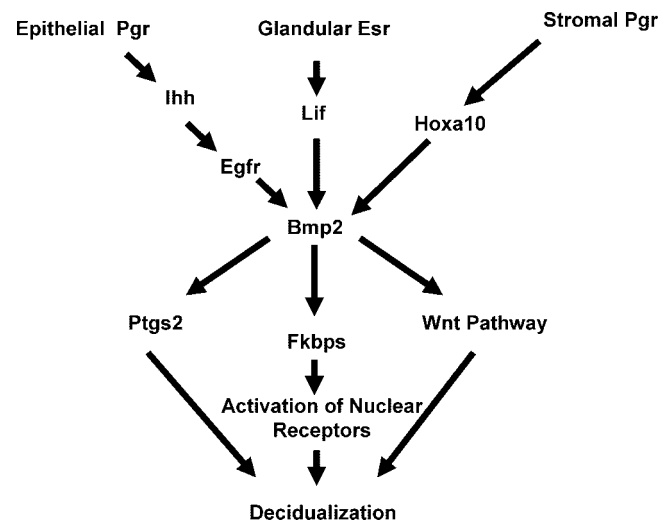 Epithelial Pgr
Glandular Esr
Stromal Pgr
Ihh
Lif
Hoxa10
Egfr
Bmp2
Ptgs2
Wnt Pathway
Fkbps
Activation of Nuclear
Receptors
Decidualization